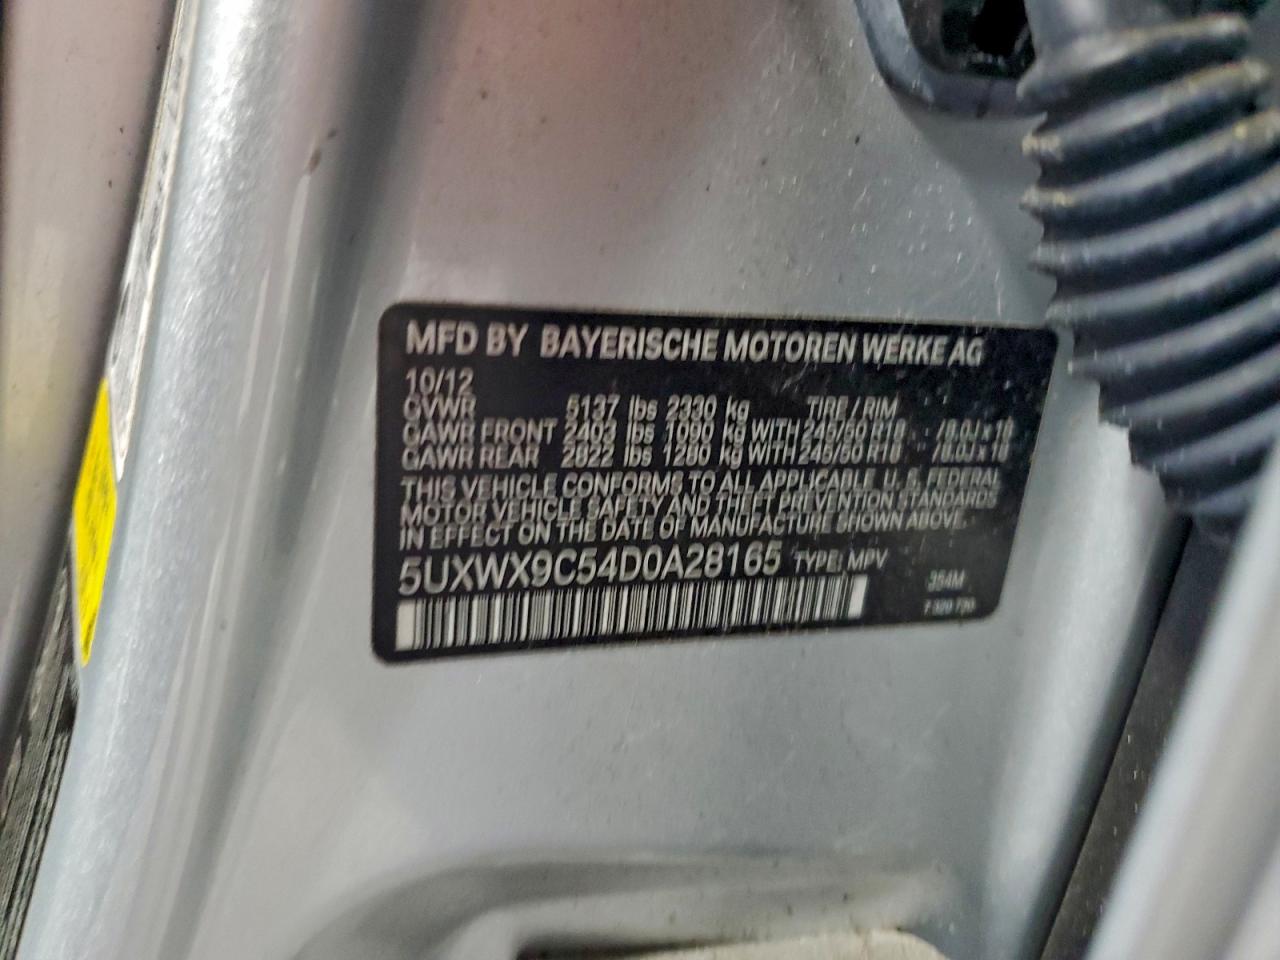 MFD BY BAYERISCHE MOTOREN WERKE AG
10/12
GVWR 5137 lbs 2330 kg TIRE / RIM
GAWR FRONT 2403 lbs 1090 kg WITH 245/50 R18 /8.0J x 18
GAWR REAR 2822 lbs 1280 kg WITH 245/50 R18 /8.0J x 18
THIS VEHICLE CONFORMS TO ALL APPLICABLE U. S. FEDERAL
MOTOR VEHICLE SAFETY AND THEFT PREVENTION STANDARDS
IN EFFECT ON THE DATE OF MANUFACTURE SHOWN ABOVE.
5UXWX9C54D0A28165 TYPE: MPV
354M
7 320 720